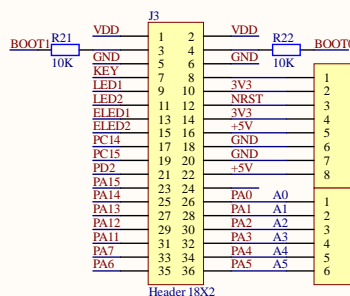 J3
VDD 1 2 VDD
BOOT1 R21 3 4 R22 BOOT0
10K 10K
GND 5 6 GND
KEY 7 8 1
LED1 9 10 3V3 2
LED2 11 12 NRST 3
ELED1 13 14 3V3 4
ELED2 15 16 +5V 5
PC14 17 18 GND 6
PC15 19 20 GND 7
PD2 21 22 +5V 8
PA15 23 24
PA14 25 26 PA0 A0 1
PA13 27 28 PA1 A1 2
PA12 29 30 PA2 A2 3
PA11 31 32 PA3 A3 4
PA7 33 34 PA4 A4 5
PA6 35 36 PA5 A5 6
Header 18X2